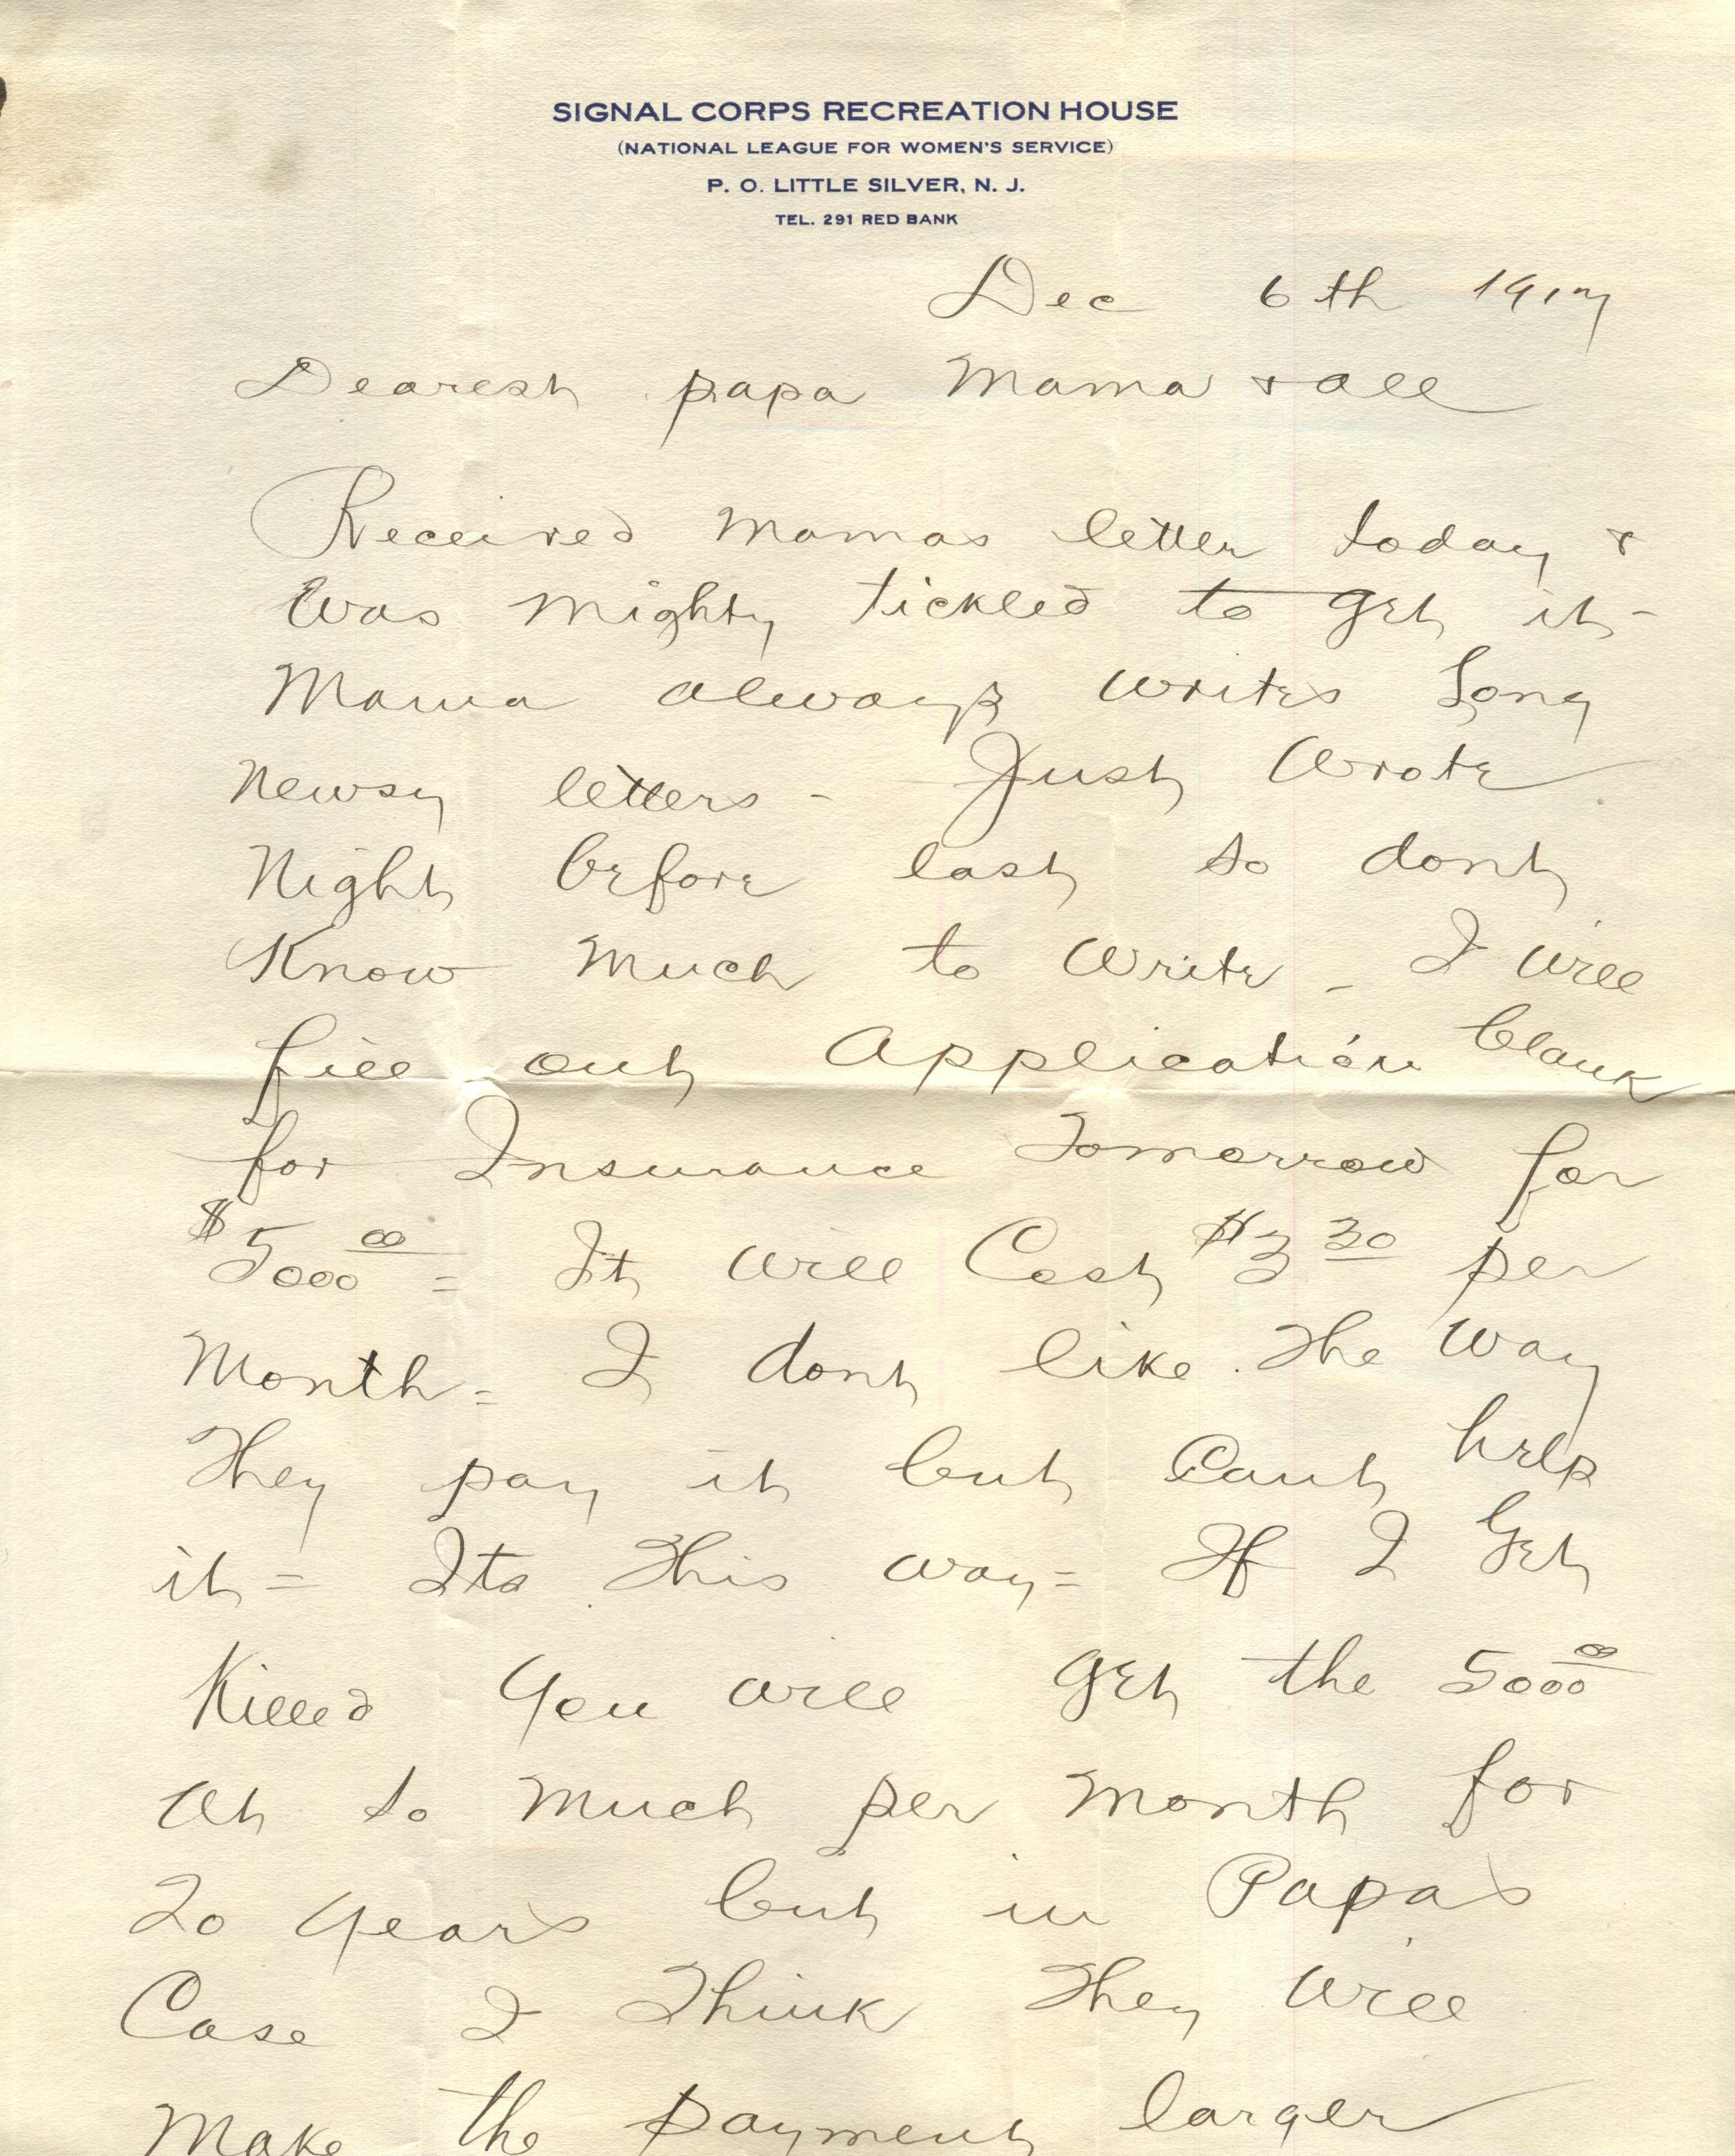 SIGNAL CORPS RECREATION HOUSE
(NATIONAL LEAGUE FOR WOMEN'S SERVICE)
P. O. LITTLE SILVER, N. J.
TEL. 291 RED BANK
Dec 6th 1917
Dearest papa Mama & all
Received Mamas letter today &
Was mighty tickled to get it-
Mama always writes Long
Newsy letters - Just Wrote
Night before last so dont
Know Much to Write - I will
fill out Application blank
for Insurance Tomorrow for
$5000 00 = It will Cost $3 30 per
Month = I dont like The Way
They pay it but Cant help
it = Its This way = If I Get
Killed You will get the 5000 00
At so Much per Month for
20 Years but in Papas
Case I Think They Will
Make the payment larger